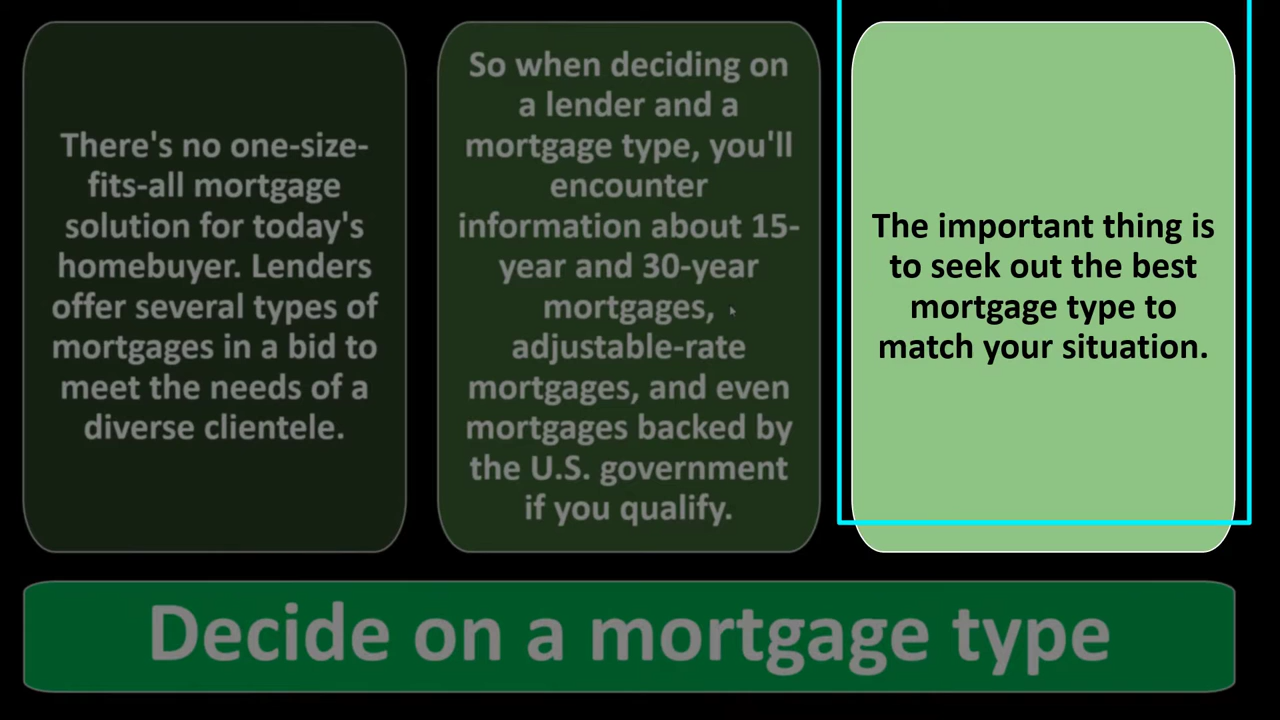 There's no one-size-
fits-all mortgage
solution for today's
homebuyer. Lenders
offer several types of
mortgages in a bid to
meet the needs of a
diverse clientele.
So when deciding on
a lender and a
mortgage type, you'll
encounter
information about 15-
year and 30-year
mortgages,
adjustable-rate
mortgages, and even
mortgages backed by
the U.S. government
if you qualify.
The important thing is
to seek out the best
mortgage type to
match your situation.
Decide on a mortgage type